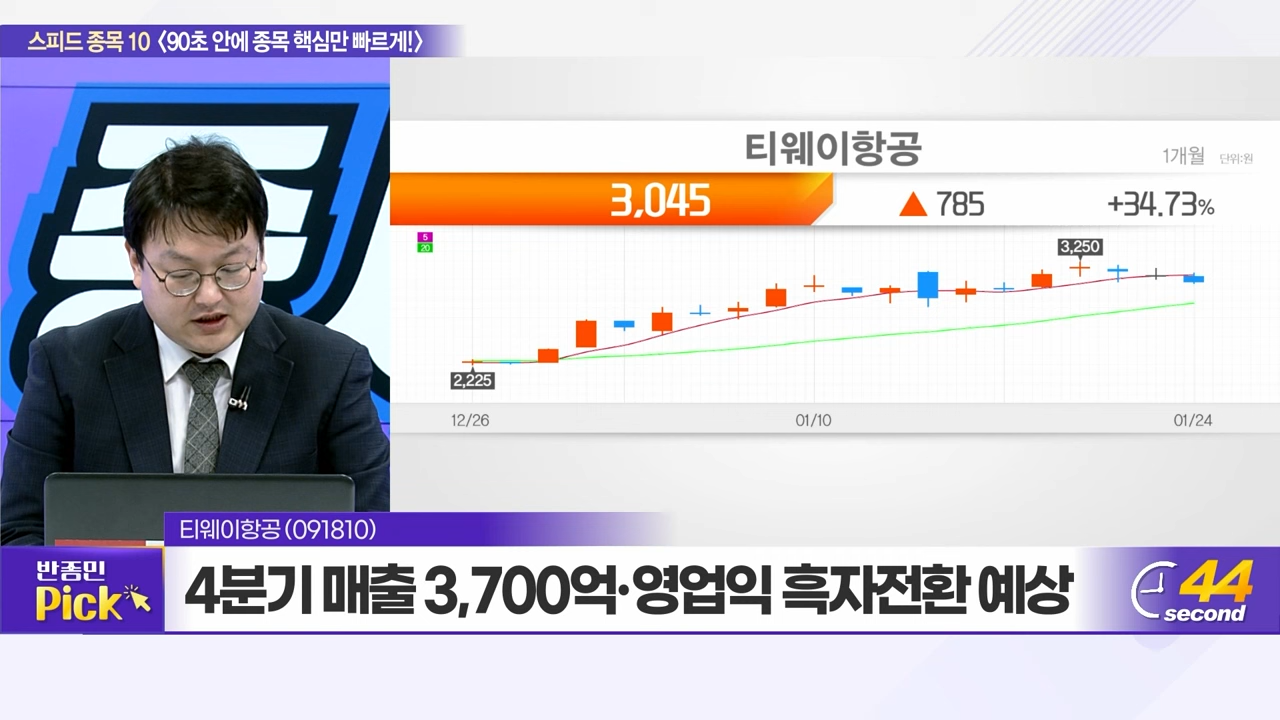 스피드 종목 10 <90초 안에 종목 핵심만 빠르게!>
티웨이항공
1개월 단위:원
3,045 ▲ 785 +34.73%
5
20
3,250
2,225
12/26 01/10 01/24
티웨이항공(091810)
반종민
Pick
4분기 매출 3,700억·영업익 흑자전환 예상
44
second